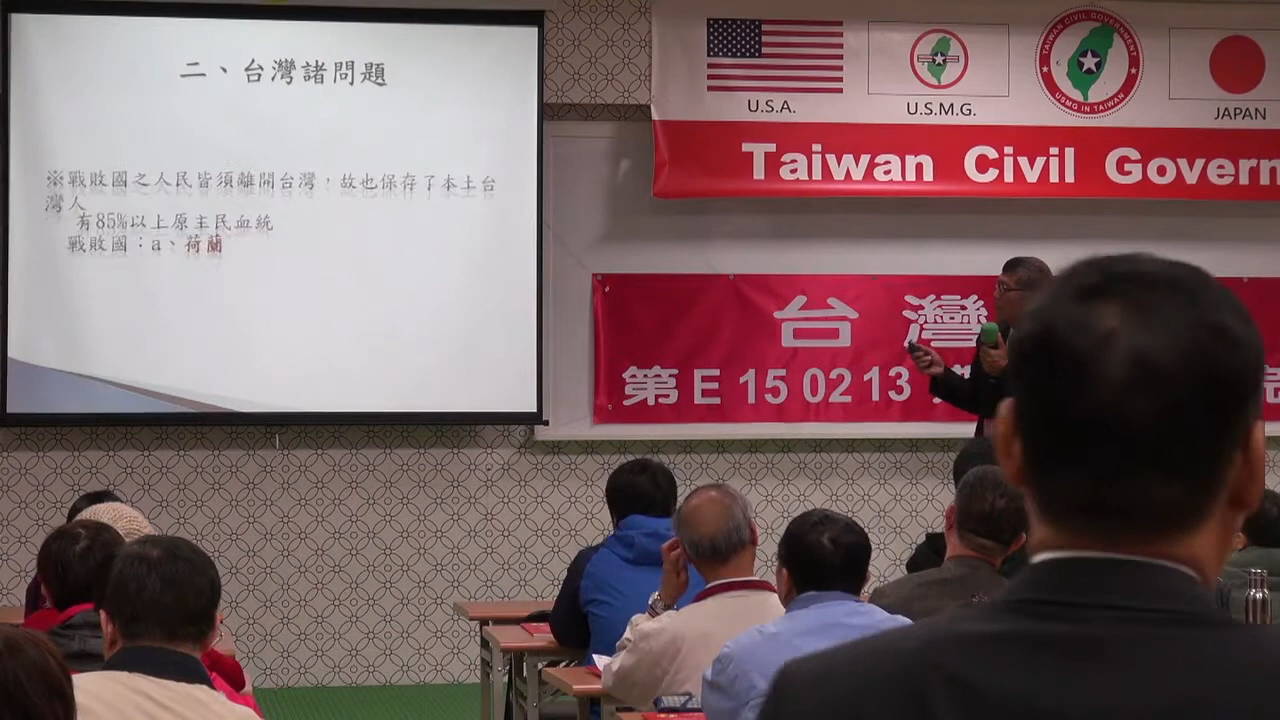 二、台灣諸問題
※戰敗國之人民皆須離開台灣，故也保存了本土台
灣人
有85%以上原主民血統
戰敗國：a、荷蘭
U.S.A.
U.S.M.G.
TAIWAN CIVIL GOVERNMENT
USMG IN TAIWAN
JAPAN
Taiwan Civil Govern
台灣
第E 15 02 13